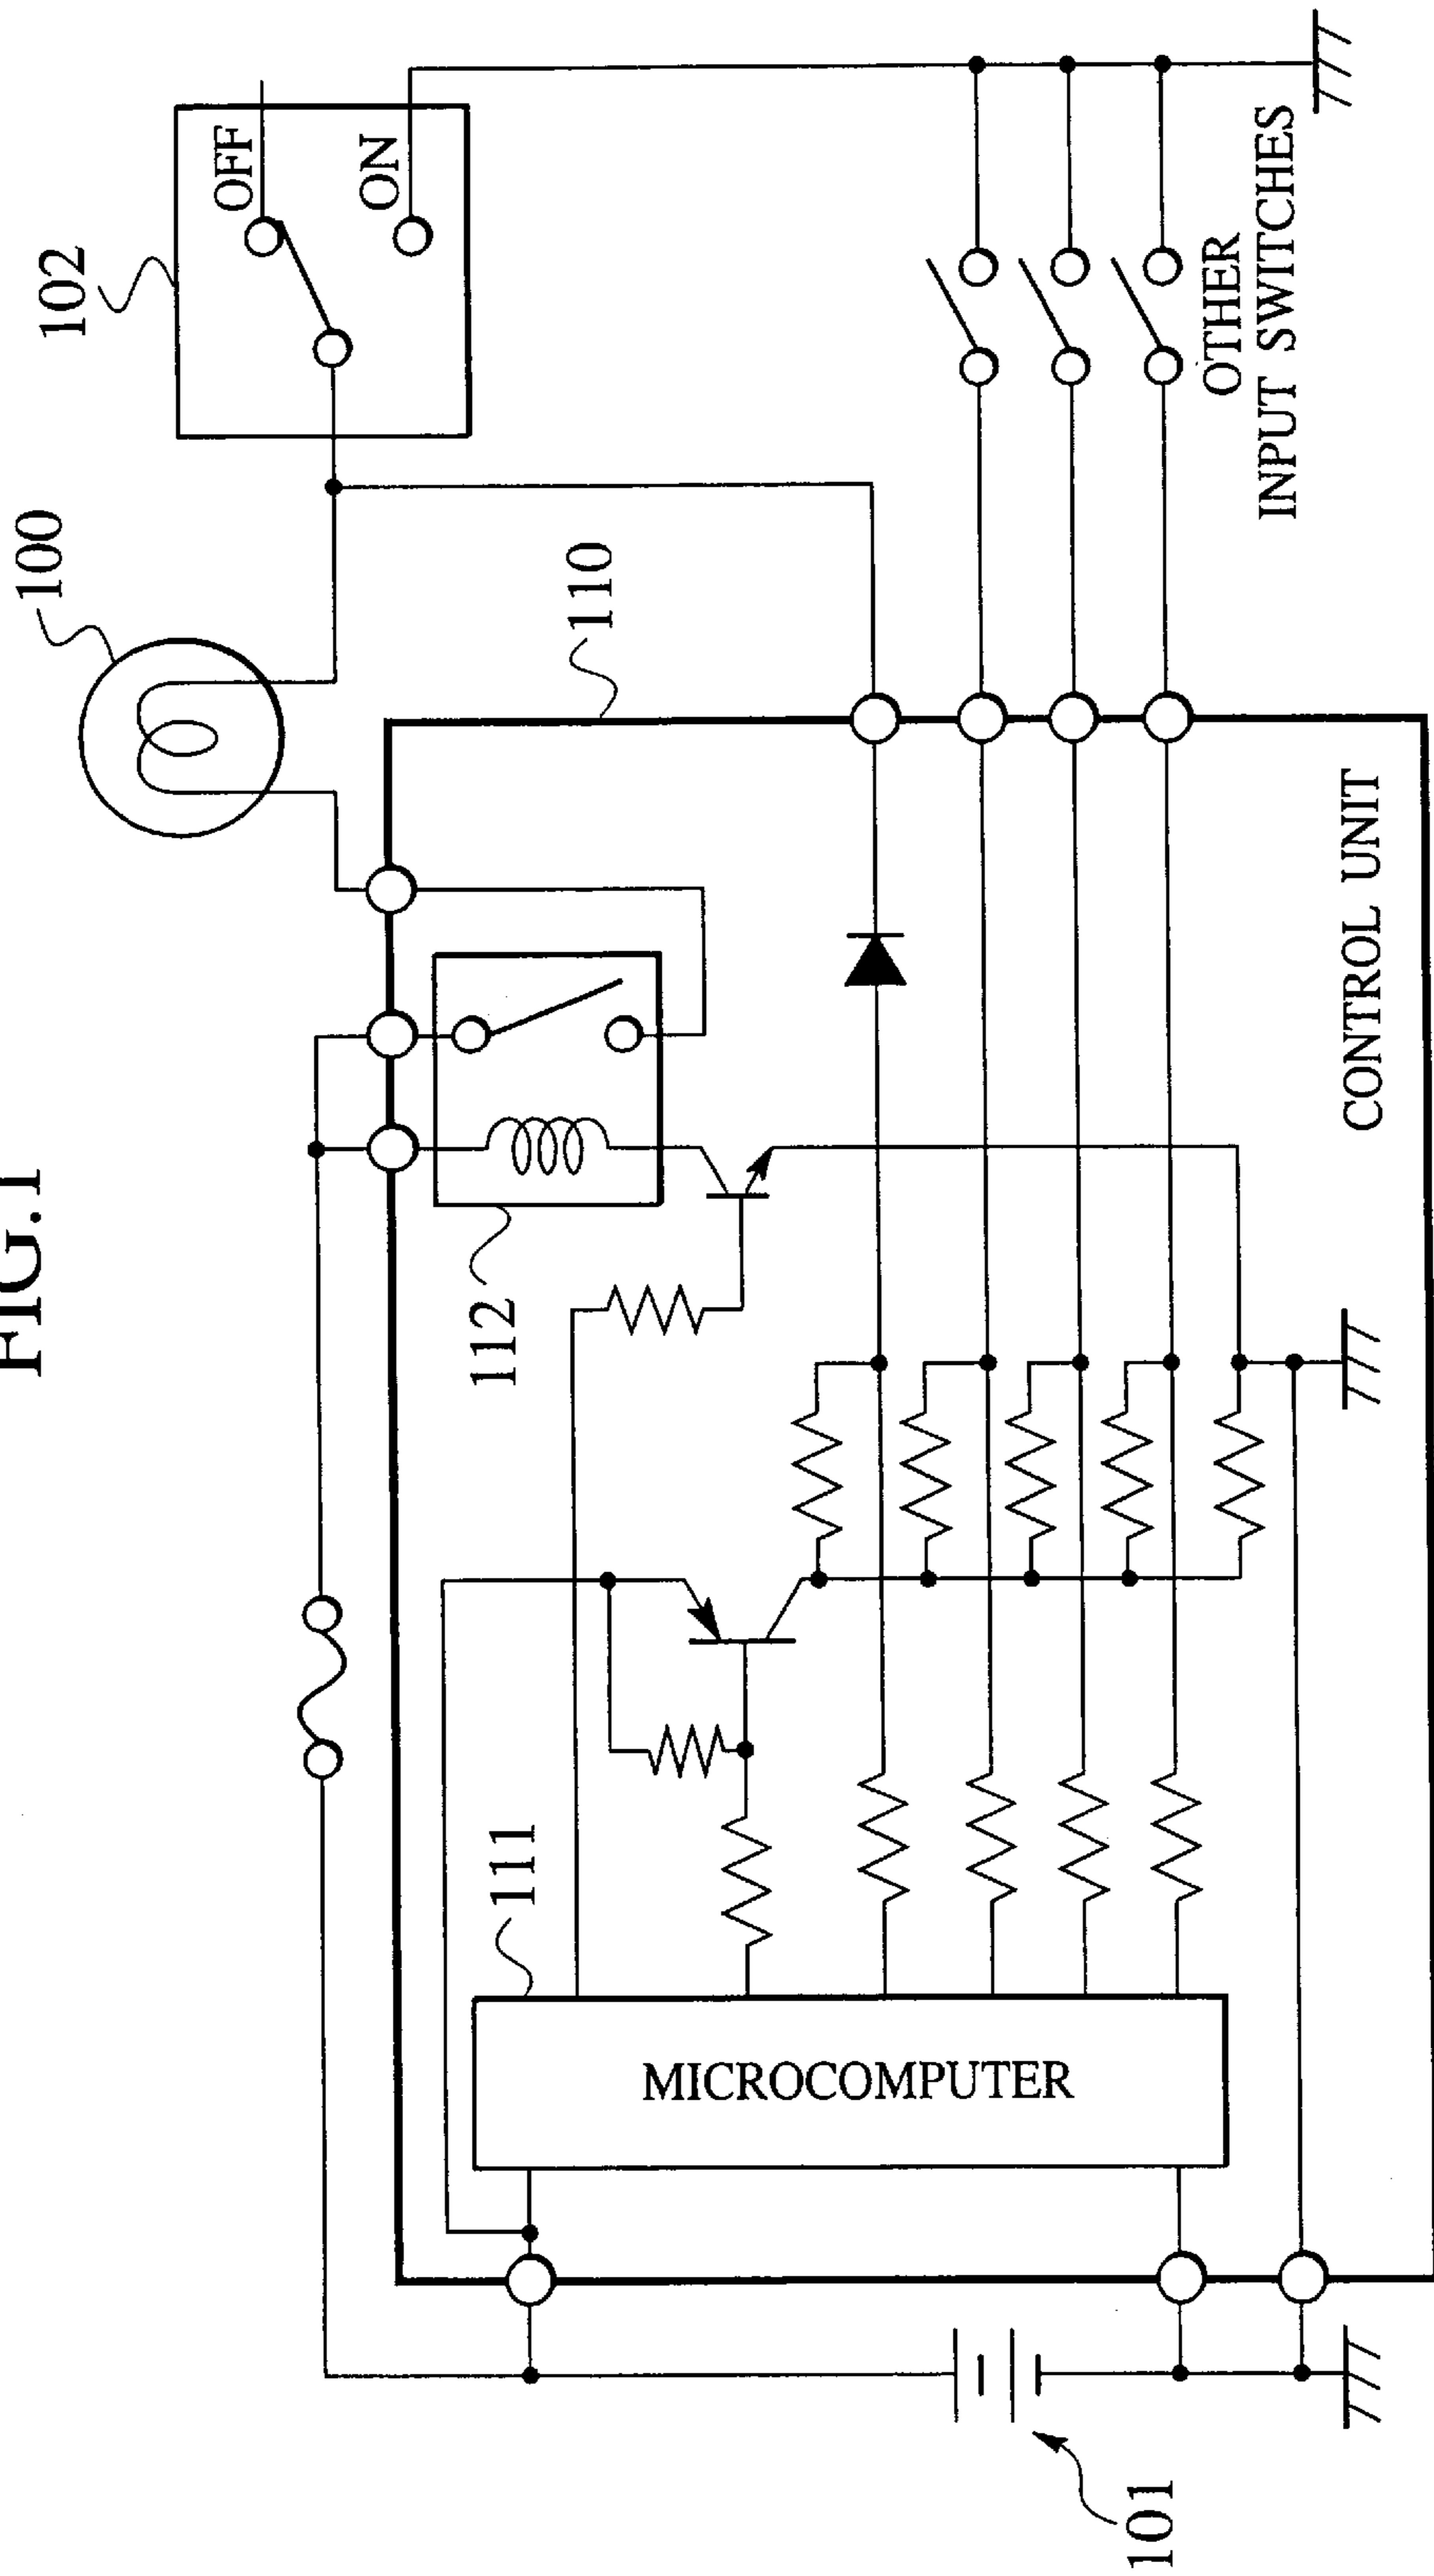 FIG.1
100
102
OFF
ON
110
112
111
MICROCOMPUTER
OTHER
INPUT SWITCHES
CONTROL UNIT
101